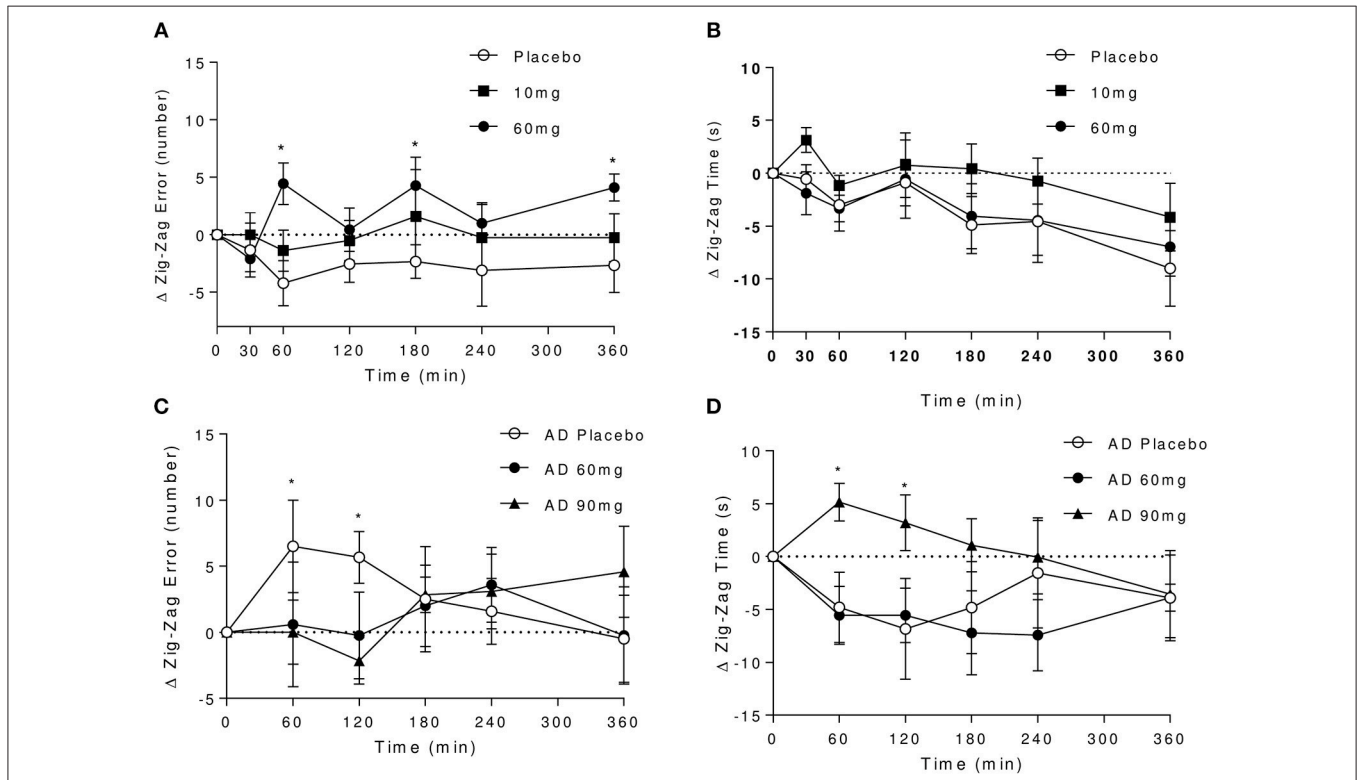 A
Placebo
10mg
60mg
Δ Zig-Zag Error (number)
15
10
5
0
-5
* * *
0 30 60 120 180 240 300 360
Time (min)
B
Placebo
10mg
60mg
Δ Zig-Zag Time (s)
10
5
0
-5
-10
-15
0 30 60 120 180 240 300 360
Time (min)
C
AD Placebo
AD 60mg
AD 90mg
Δ Zig-Zag Error (number)
15
10
5
0
-5
* *
0 60 120 180 240 300 360
Time (min)
D
AD Placebo
AD 60mg
AD 90mg
Δ Zig-Zag Time (s)
10
5
0
-5
-10
-15
* *
0 60 120 180 240 300 360
Time (min)